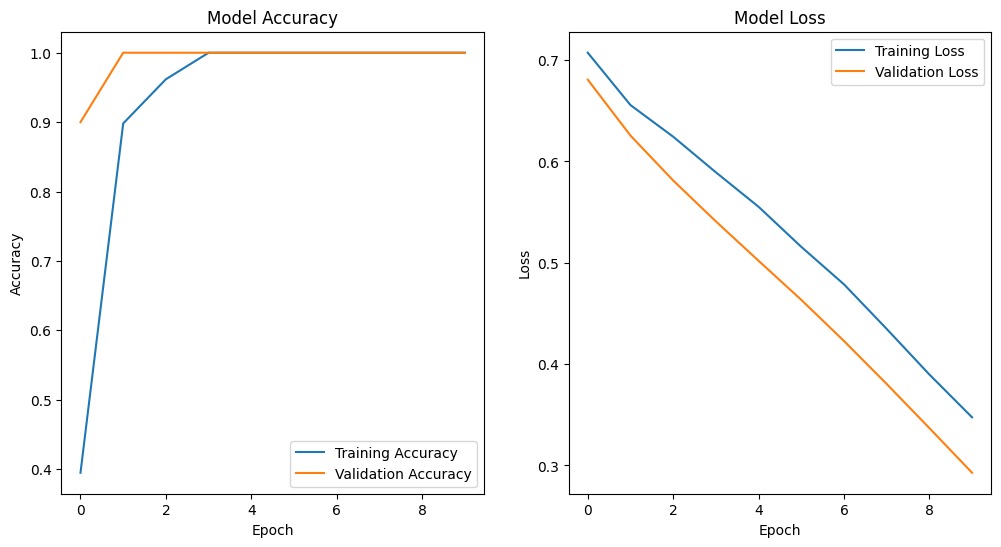 Model Accuracy
1.0
0.9
0.8
0.7
0.6
0.5
0.4
Accuracy
0 2 4 6 8
Epoch
Training Accuracy
Validation Accuracy
Model Loss
0.7
0.6
0.5
0.4
0.3
Loss
0 2 4 6 8
Epoch
Training Loss
Validation Loss